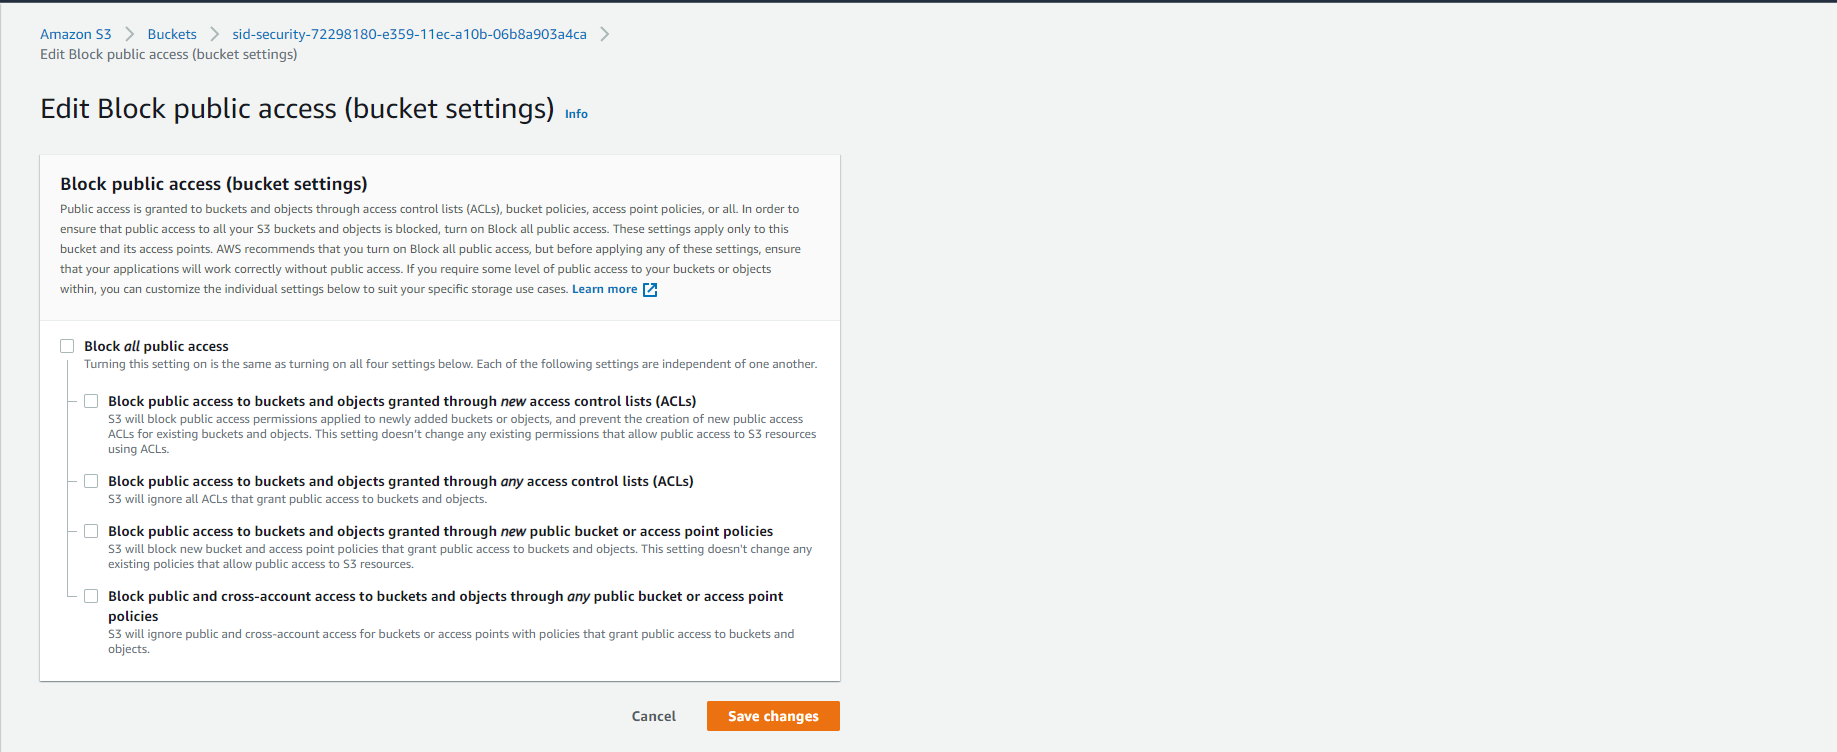 Amazon S3 > Buckets > sid-security-72298180-e359-11ec-a10b-06b8a903a4ca >
Edit Block public access (bucket settings)
Edit Block public access (bucket settings) Info
Block public access (bucket settings)
Public access is granted to buckets and objects through access control lists (ACLs), bucket policies, access point policies, or all. In order to
ensure that public access to all your S3 buckets and objects is blocked, turn on Block all public access. These settings apply only to this
bucket and its access points. AWS recommends that you turn on Block all public access, but before applying any of these settings, ensure
that your applications will work correctly without public access. If you require some level of public access to your buckets or objects
within, you can customize the individual settings below to suit your specific storage use cases. Learn more
Block all public access
Turning this setting on is the same as turning on all four settings below. Each of the following settings are independent of one another.
Block public access to buckets and objects granted through new access control lists (ACLs)
S3 will block public access permissions applied to newly added buckets or objects, and prevent the creation of new public access
ACLs for existing buckets and objects. This setting doesn't change any existing permissions that allow public access to S3 resources
using ACLs.
Block public access to buckets and objects granted through any access control lists (ACLs)
S3 will ignore all ACLs that grant public access to buckets and objects.
Block public access to buckets and objects granted through new public bucket or access point policies
S3 will block new bucket and access point policies that grant public access to buckets and objects. This setting doesn't change any
existing policies that allow public access to S3 resources.
Block public and cross-account access to buckets and objects through any public bucket or access point
policies
S3 will ignore public and cross-account access for buckets or access points with policies that grant public access to buckets and
objects.
Cancel Save changes